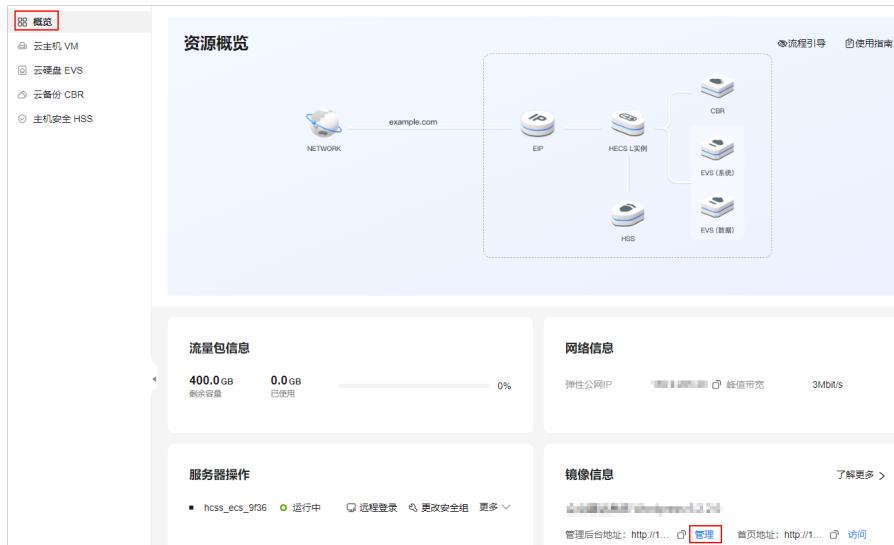 概览
云主机 VM
云硬盘 EVS
云备份 CBR
主机安全 HSS
资源概览
流程引导
使用指南
NETWORK
example.com
EIP
HECS L实例
CBR
EVS (系统)
EVS (数据)
HSS
流量包信息
400.0 GB
剩余容量
0.0 GB
已使用
0%
网络信息
弹性公网IP
峰值带宽
3Mbit/s
服务器操作
hcss_ecs_9f36 运行中 远程登录 更改安全组 更多
镜像信息
了解更多
管理后台地址: http://1... 管理 首页地址: http://1... 访问